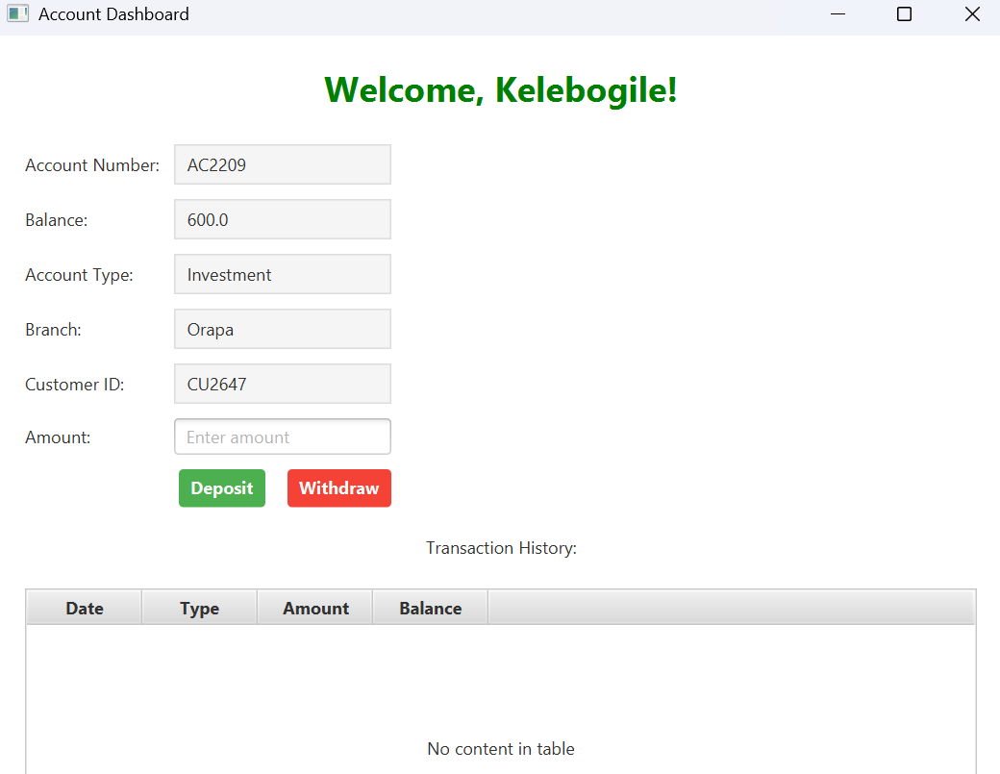 Account Dashboard
Welcome, Kelebogile!
Account Number: AC2209
Balance: 600.0
Account Type: Investment
Branch: Orapa
Customer ID: CU2647
Amount: Enter amount
Deposit Withdraw
Transaction History:
Date Type Amount Balance
No content in table